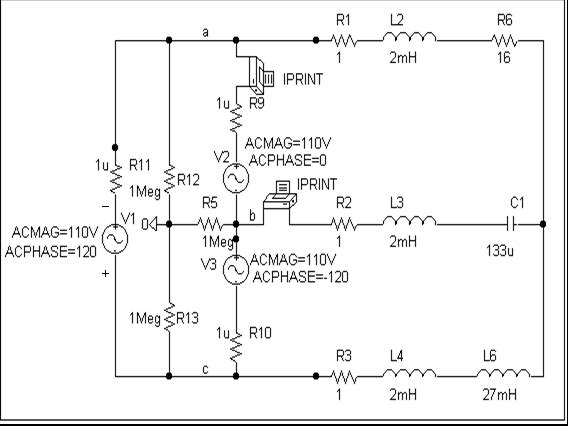 a
R1
L2
R6
1
2mH
16
IPRINT
1u
R9
ACMAG=110V
V2
ACPHASE=0
1u
R11
R12
1Meg
IPRINT
R5
b
R2
L3
C1
V1
0
1Meg
1
2mH
133u
ACMAG=110V
ACPHASE=120
V3
ACMAG=110V
ACPHASE=-120
–
+
1Meg
R13
1u
R10
c
R3
L4
L6
1
2mH
27mH